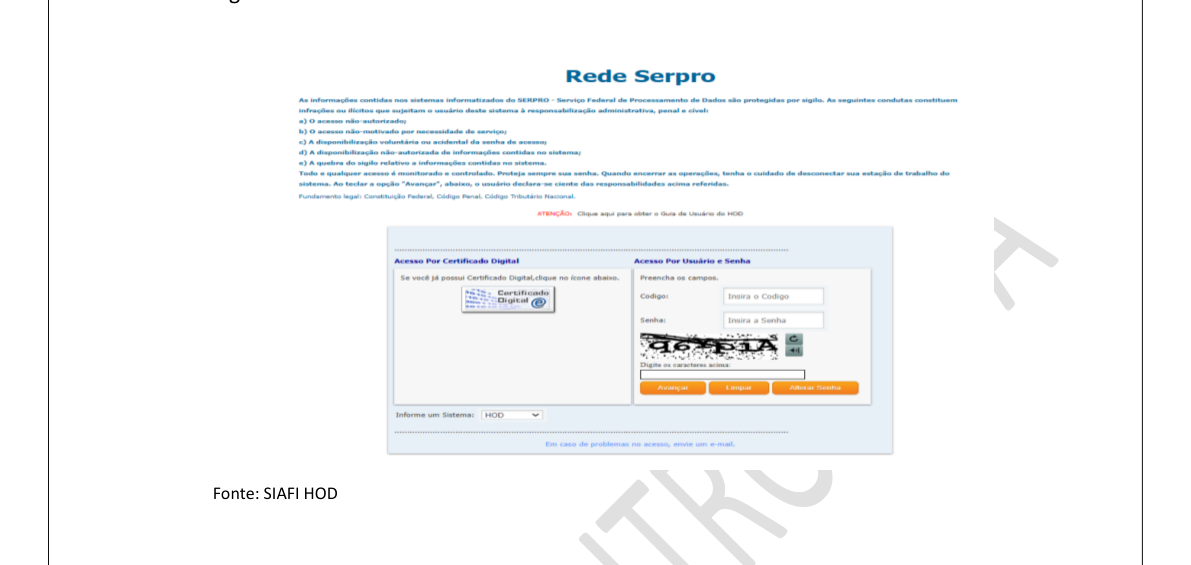 Rede Serpro
As informações contidas nos sistemas informatizados do SERPRO - Serviço Federal de Processamento de Dados são protegidas por sigilo. As seguintes condutas constituem
infrações ou ilícitos que sujeitam o usuário deste sistema à responsabilização administrativa, penal e cível:
a) O acesso não-autorizado;
b) O acesso não-motivado por necessidade de serviço;
c) A disponibilização voluntária ou acidental da senha de acesso;
d) A disponibilização não-autorizada de informações contidas no sistema;
e) A quebra do sigilo relativo a informações contidas no sistema.
Todo e qualquer acesso é monitorado e controlado. Proteja sempre sua senha. Quando encerrar as operações, tenha o cuidado de desconectar sua estação de trabalho do
sistema. Ao teclar a opção "Avançar", abaixo, o usuário declara-se ciente das responsabilidades acima referidas.
Fundamento legal: Constituição Federal, Código Penal, Código Tributário Nacional.
ATENÇÃO: Clique aqui para obter o Guia de Usuário do HOD
Acesso Por Certificado Digital
Se você já possui Certificado Digital,clique no ícone abaixo.
Certificado
Digital
Acesso Por Usuário e Senha
Preencha os campos.
Codigo: Insira o Codigo
Senha: Insira a Senha
Digite os caracteres acima:
Avançar Limpar Alterar Senha
Informe um Sistema: HOD
Em caso de problemas no acesso, envie um e-mail.
Fonte: SIAFI HOD